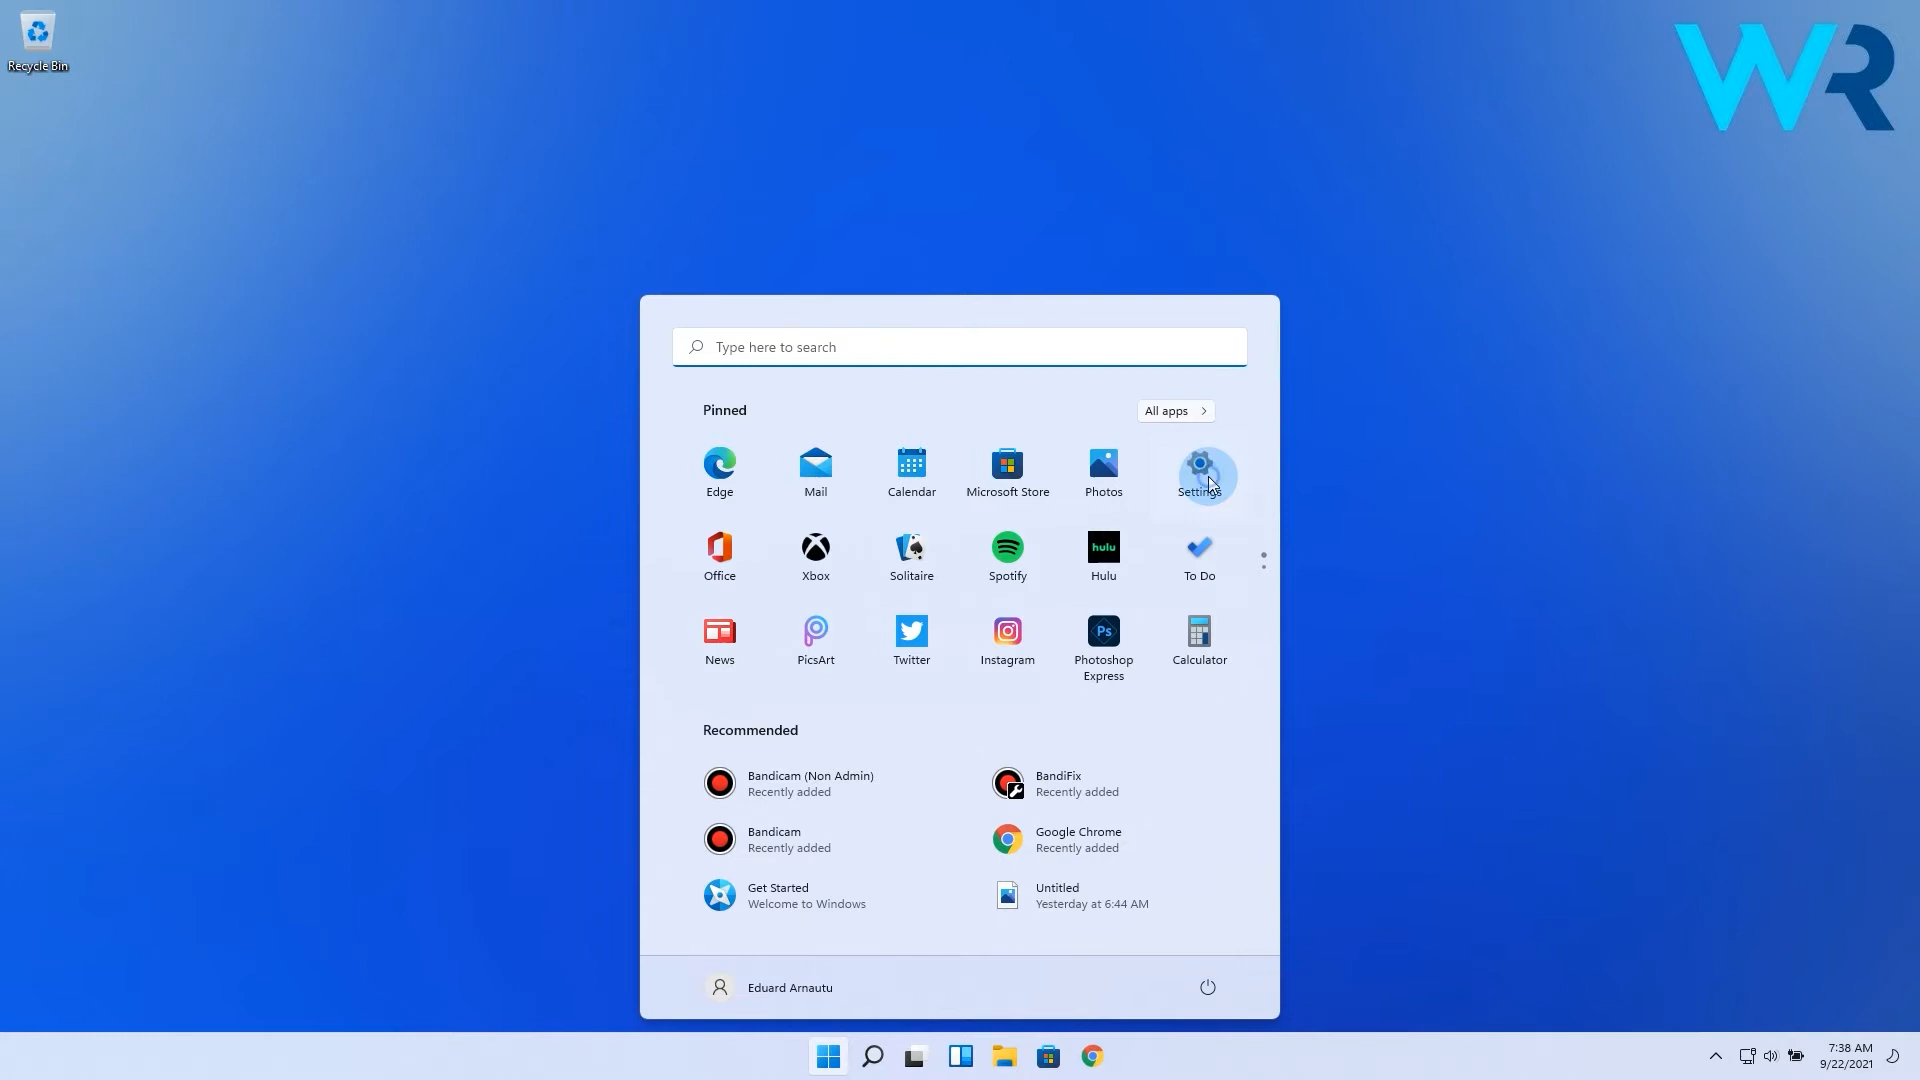 Recycle Bin
WR
Type here to search
Pinned
All apps
Edge
Mail
Calendar
Microsoft Store
Photos
Settings
Office
Xbox
Solitaire
Spotify
hulu
Hulu
To Do
News
PicsArt
Twitter
Instagram
Ps
Photoshop
Express
Calculator
Recommended
Bandicam (Non Admin)
Recently added
BandiFix
Recently added
Bandicam
Recently added
Google Chrome
Recently added
Get Started
Welcome to Windows
Untitled
Yesterday at 6:44 AM
Eduard Arnautu
7:38 AM
9/22/2021